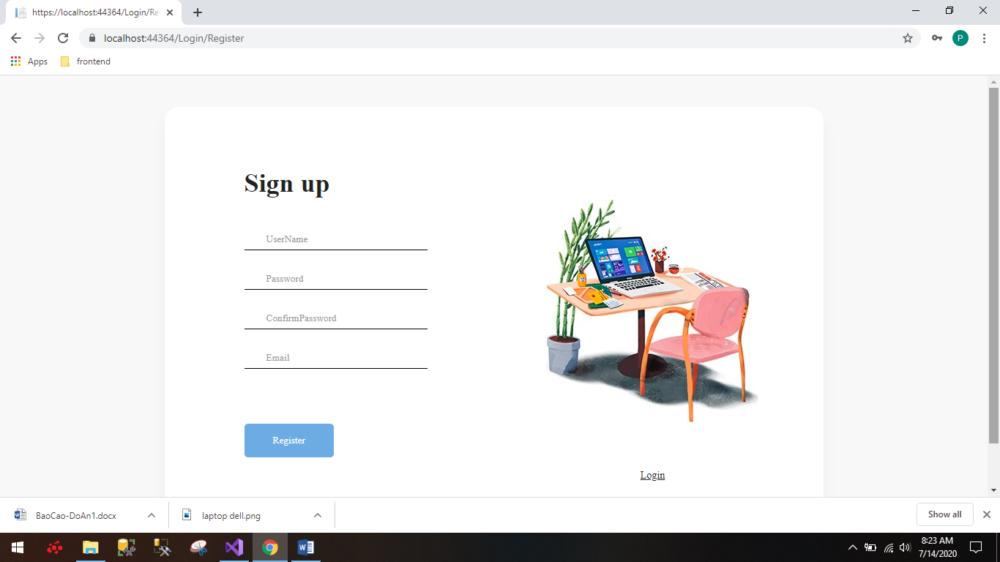 https://localhost:44364/Login/Re
localhost:44364/Login/Register
P
Apps
frontend
Sign up
UserName
Password
ConfirmPassword
Email
Register
Login
BaoCao-DoAn1.docx
laptop dell.png
Show all
8:23 AM
7/14/2020